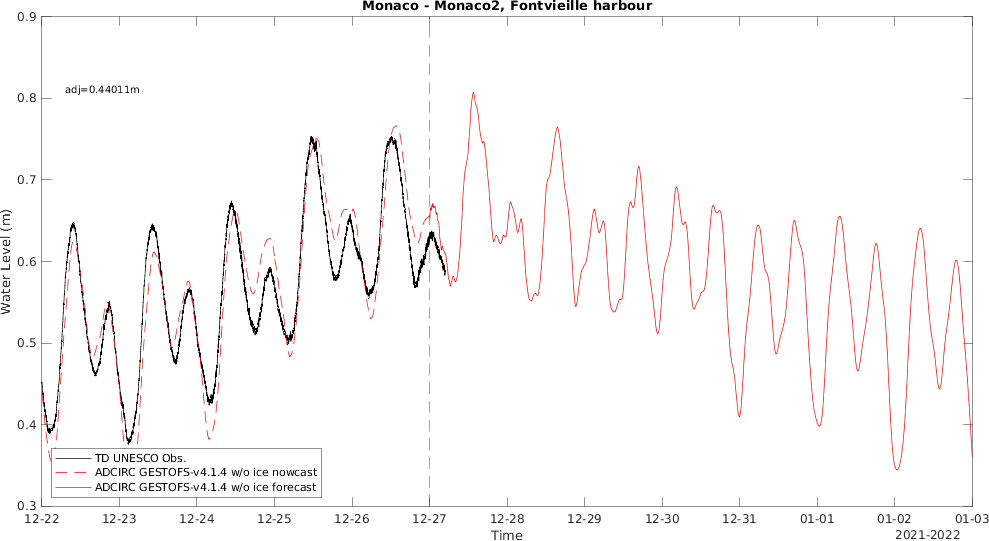 Monaco - Monaco2, Fontvieille harbour
0.9
0.8
0.7
0.6
0.5
0.4
0.3
Water Level (m)
adj=0.44011m
TD UNESCO Obs.
ADCIRC GESTOFS-v4.1.4 w/o ice nowcast
ADCIRC GESTOFS-v4.1.4 w/o ice forecast
12-22 12-23 12-24 12-25 12-26 12-27 12-28 12-29 12-30 12-31 01-01 01-02 01-03
Time
2021-2022